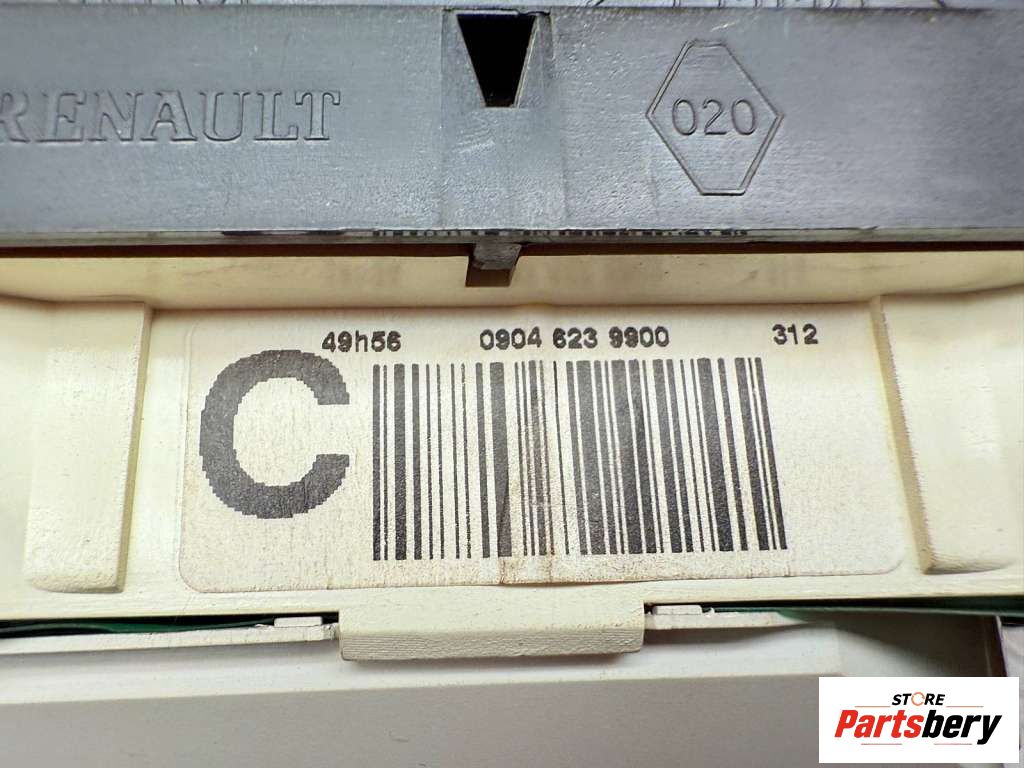 RENAULT
020
49h56 0904 623 9900 312
C
STORE
Partsbery